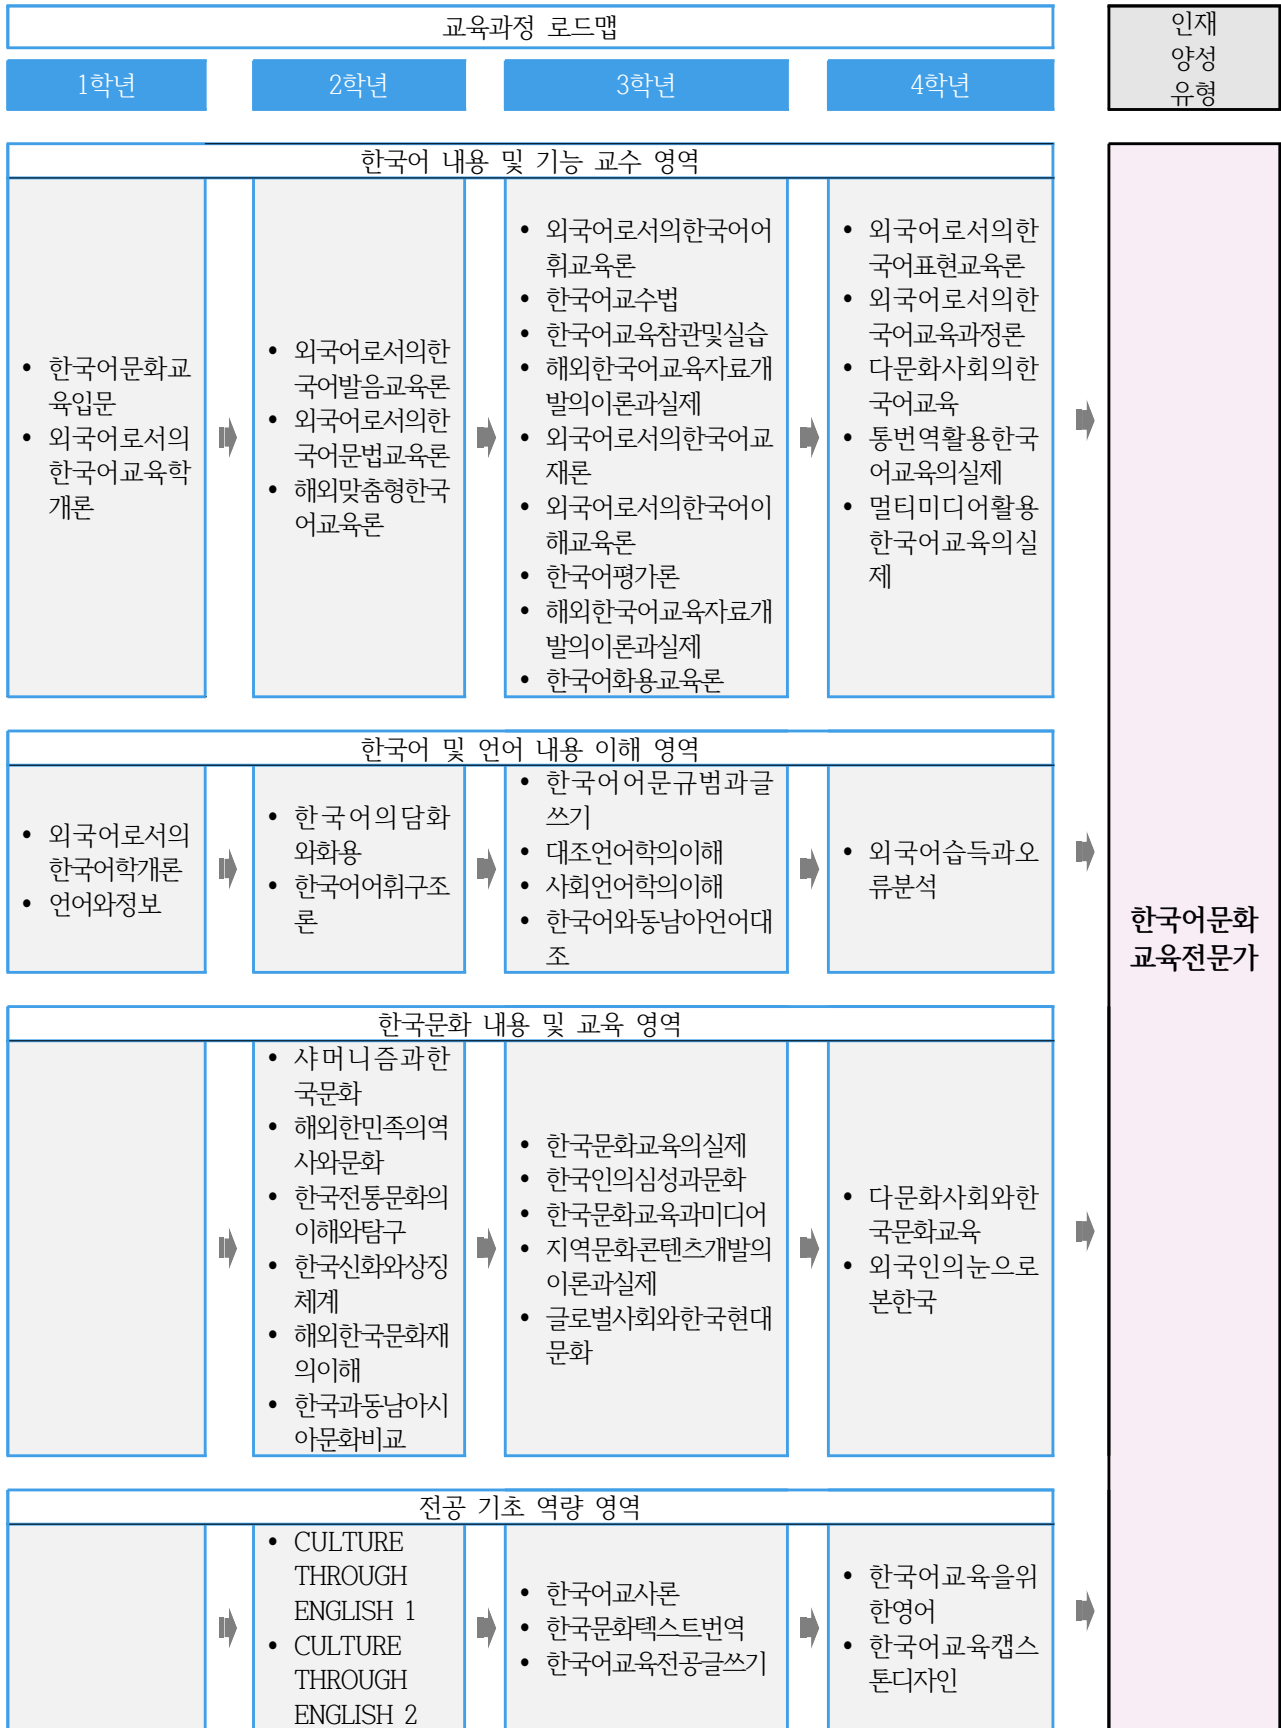 교육과정 로드맵
인재
양성
유형
1학년
2학년
3학년
4학년
한국어 내용 및 기능 교수 영역
• 한국어문화교
육입문
• 외국어로서의
한국어교육학
개론
• 외국어로서의한
국어발음교육론
• 외국어로서의한
국어문법교육론
• 해외맞춤형한국
어교육론
• 외국어로서의한국어어
휘교육론
• 한국어교수법
• 한국어교육참관및실습
• 해외한국어교육자료개
발의이론과실제
• 외국어로서의한국어교
재론
• 외국어로서의한국어이
해교육론
• 한국어평가론
• 해외한국어교육자료개
발의이론과실제
• 한국어화용교육론
• 외국어로서의한
국어표현교육론
• 외국어로서의한
국어교육과정론
• 다문화사회의한
국어교육
• 통번역활용한국
어교육의실제
• 멀티미디어활용
한국어교육의실
제
한국어 및 언어 내용 이해 영역
• 외국어로서의
한국어학개론
• 언어와정보
• 한국어의담화
와화용
• 한국어어휘구조
론
• 한국어어문규범과글
쓰기
• 대조언어학의이해
• 사회언어학의이해
• 한국어와동남아언어대
조
• 외국어습득과오
류분석
한국어문화
교육전문가
한국문화 내용 및 교육 영역
• 샤머니즘과한
국문화
• 해외한민족의역
사와문화
• 한국전통문화의
이해와탐구
• 한국신화와상징
체계
• 해외한국문화재
의이해
• 한국과동남아시
아문화비교
• 한국문화교육의실제
• 한국인의심성과문화
• 한국문화교육과미디어
• 지역문화콘텐츠개발의
이론과실제
• 글로벌사회와한국현대
문화
• 다문화사회와한
국문화교육
• 외국인의눈으로
본한국
전공 기초 역량 영역
• CULTURE
THROUGH
ENGLISH 1
• CULTURE
THROUGH
ENGLISH 2
• 한국어교사론
• 한국문화텍스트번역
• 한국어교육전공글쓰기
• 한국어교육을위
한영어
• 한국어교육캡스
톤디자인